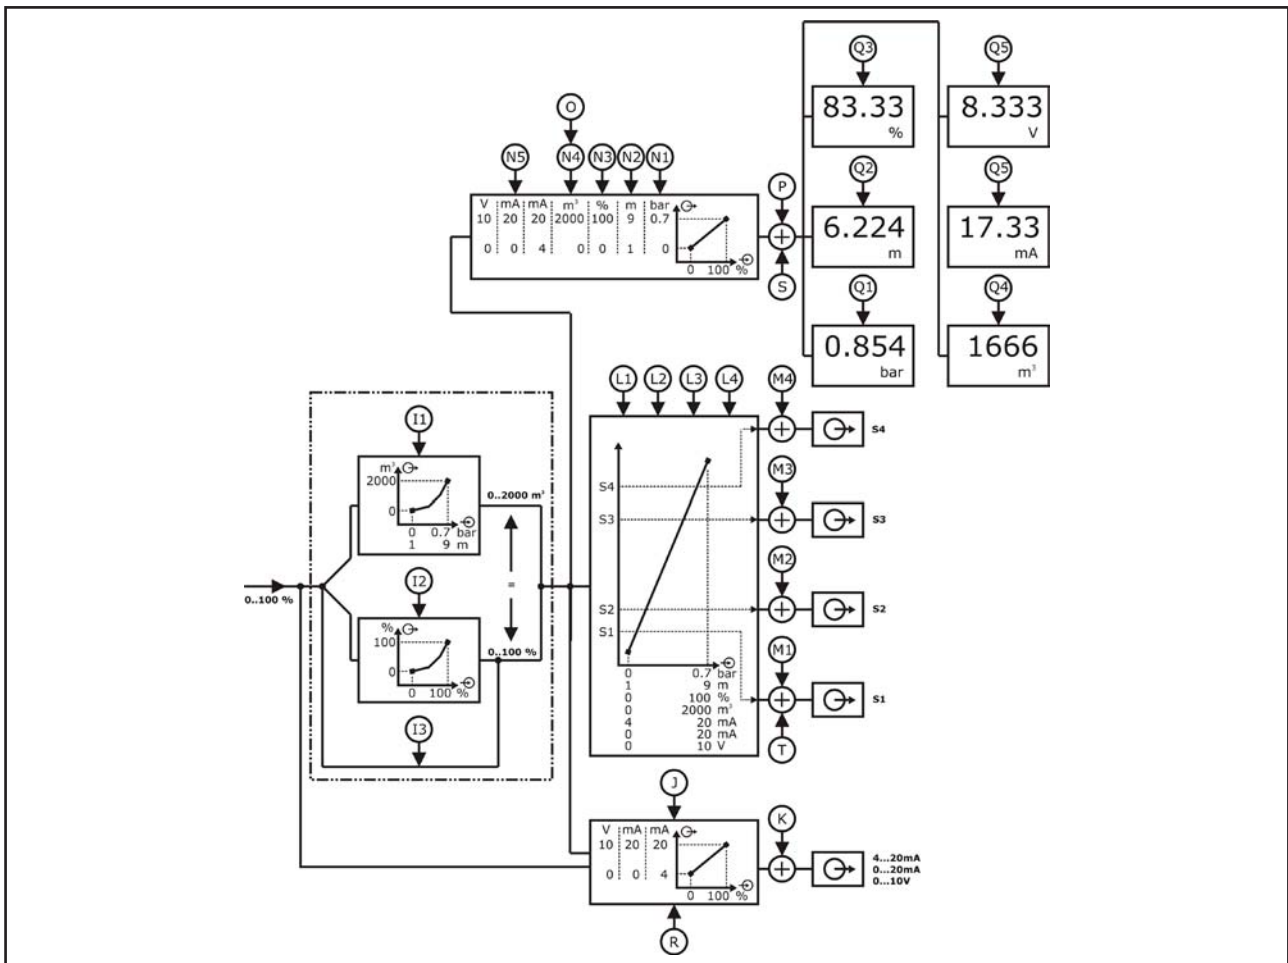 Q3 Q5
83.33 8.333
% V
O
N5 N4 N3 N2 N1
P
V mA mA m³ % m bar
10 20 20 2000 100 9 0.7
0 0 4 0 0 1 0
0 100 %
S
Q2 Q5
6.224 17.33
m mA
Q1 Q4
0.854 1666
bar m³
L1 L2 L3 L4 M4
S4
I1
m³
2000
0
0 0.7 bar
1 9 m
0..2000 m³
S4
M3
S3 S3
0..100 %
=
I2
%
100
0
0 100 %
0..100 %
M2
S2 S2
S1
M1
S1
0 0.7 bar
1 9 m
0 100 %
0 2000 m³
4 20 mA
0 20 mA
0 10 V
T
I3
J
K
V mA mA
10 20 20
0 0 4
0 100 %
4...20mA
0...20mA
0...10V
R